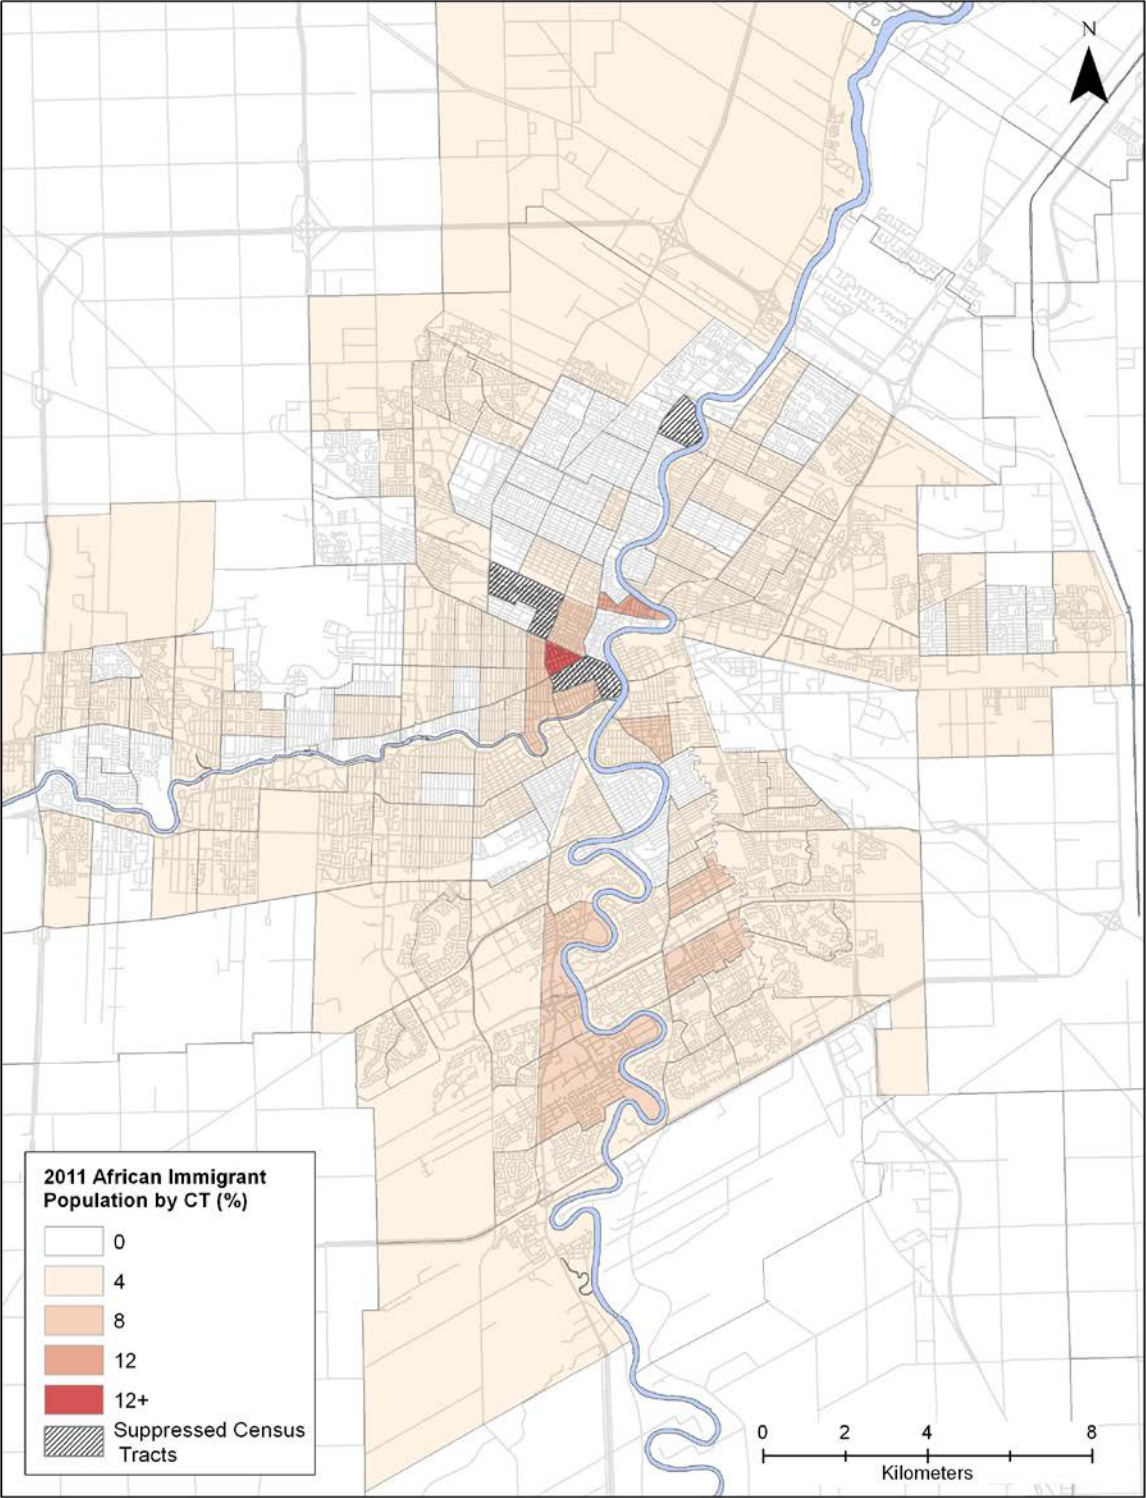 N
2011 African Immigrant
Population by CT (%)
0
4
8
12
12+
Suppressed Census
Tracts
0 2 4 8
Kilometers